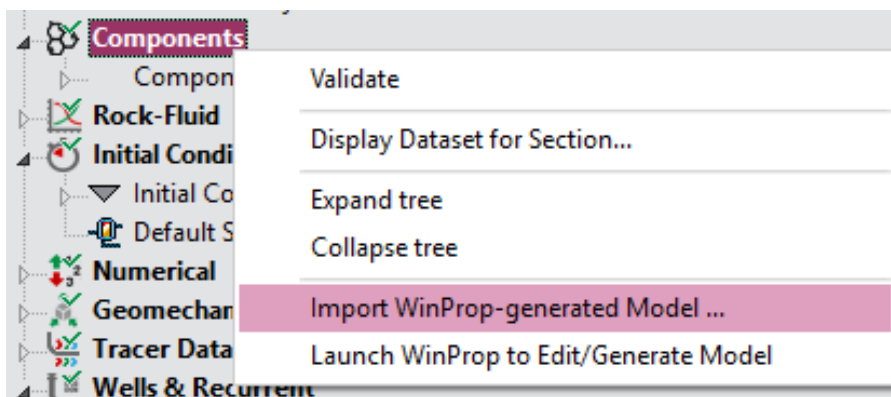 Components
Compon
Validate
Rock-Fluid
Display Dataset for Section...
Initial Condi
Initial Co
Expand tree
Default S
Collapse tree
Numerical
Geomechan
Import WinProp-generated Model ...
Tracer Data
Launch WinProp to Edit/Generate Model
Wells & Recurrent